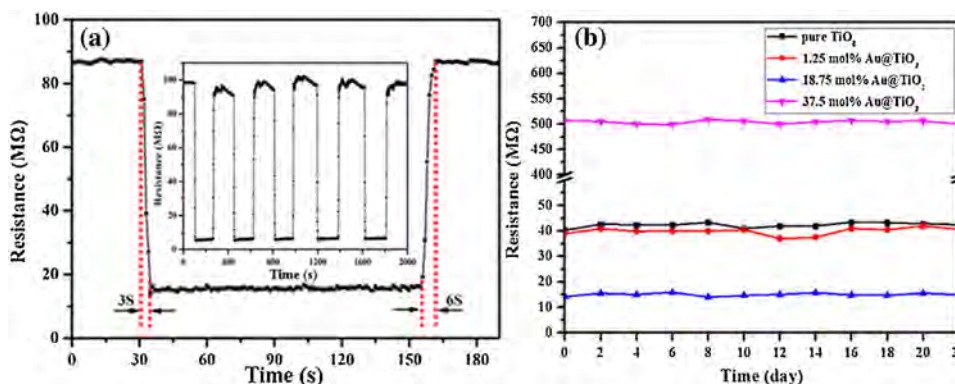 (a)
Resistance (MΩ)
100
80
60
40
20
0
0 30 60 90 120 150 180
Time (s)
3S
6S
Resistance (MΩ)
120
100
80
60
40
20
0
0 400 800 1200 1600 2000
Time (s)
(b)
Resistance (MΩ)
700
650
600
550
500
450
400
50
40
30
20
10
0
0 2 4 6 8 10 12 14 16 18 20 22
Time (day)
pure TiO2
1.25 mol% Au@TiO2
18.75 mol% Au@TiO2
37.5 mol% Au@TiO2